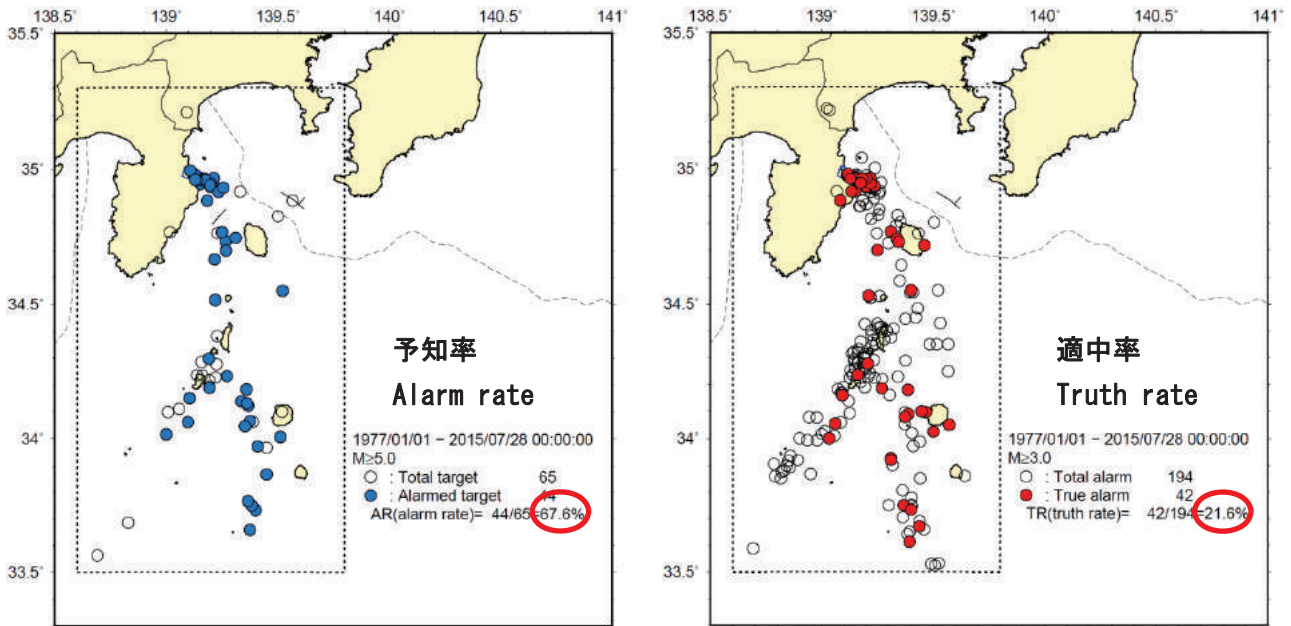 138.5° 139° 139.5° 140° 140.5° 141°
35.5°
35°
34.5°
34°
33.5°
予知率
Alarm rate
1977/01/01 - 2015/07/28 00:00:00
M≥5.0
: Total target 65
: Alarmed target 44
AR(alarm rate)= 44/65=67.6%
138.5° 139° 139.5° 140° 140.5° 141°
35.5°
35°
34.5°
34°
33.5°
適中率
Truth rate
1977/01/01 - 2015/07/28 00:00:00
M≥3.0
: Total alarm 194
: True alarm 42
TR(truth rate)= 42/194=21.6%